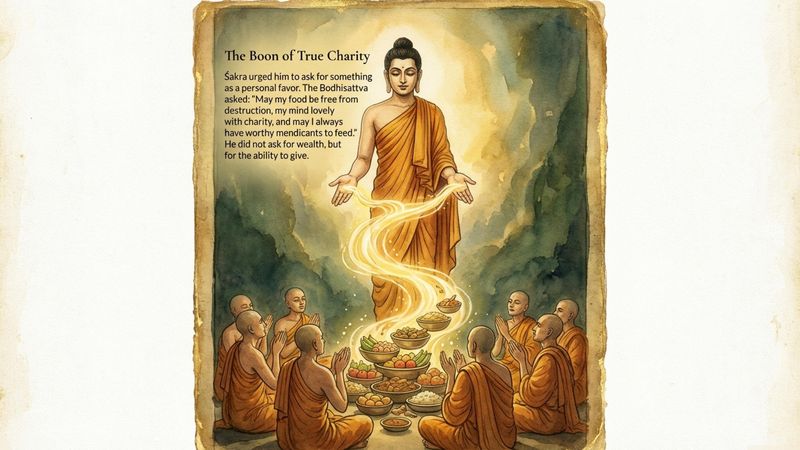 The Boon of True Charity
Śakra urged him to ask for something
as a personal favor. The Bodhisattva
asked: "May my food be free from
destruction, my mind lovely
with charity, and may I always
have worthy mendicants to feed."
He did not ask for wealth, but
for the ability to give.